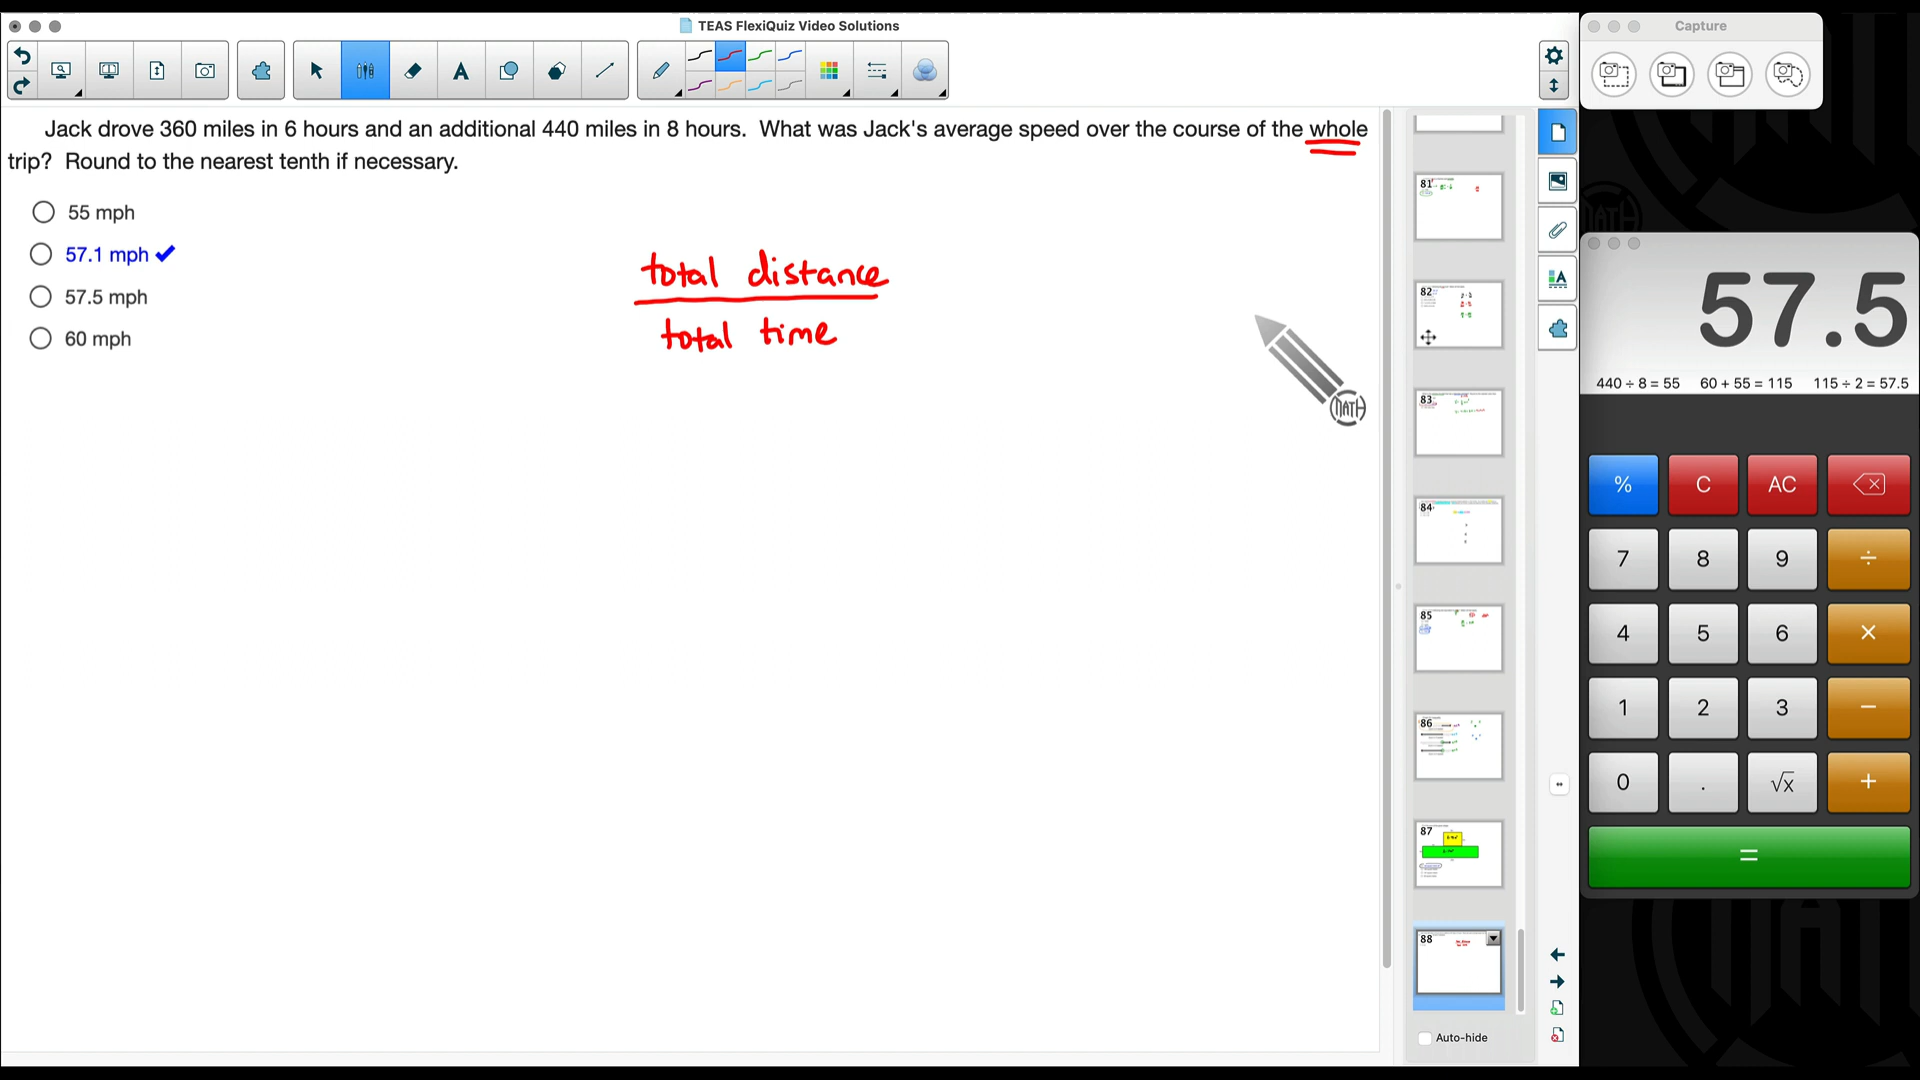 TEAS FlexiQuiz Video Solutions
Capture
Jack drove 360 miles in 6 hours and an additional 440 miles in 8 hours. What was Jack's average speed over the course of the whole
trip? Round to the nearest tenth if necessary.
55 mph
57.1 mph ✔
57.5 mph
60 mph
total distance
total time
MATH
81
82
83
84
85
86
87
88
Auto-hide
57.5
440 ÷ 8 = 55 60 + 55 = 115 115 ÷ 2 = 57.5
% C AC
7 8 9 ÷
4 5 6 ×
1 2 3 −
0 . √x +
=